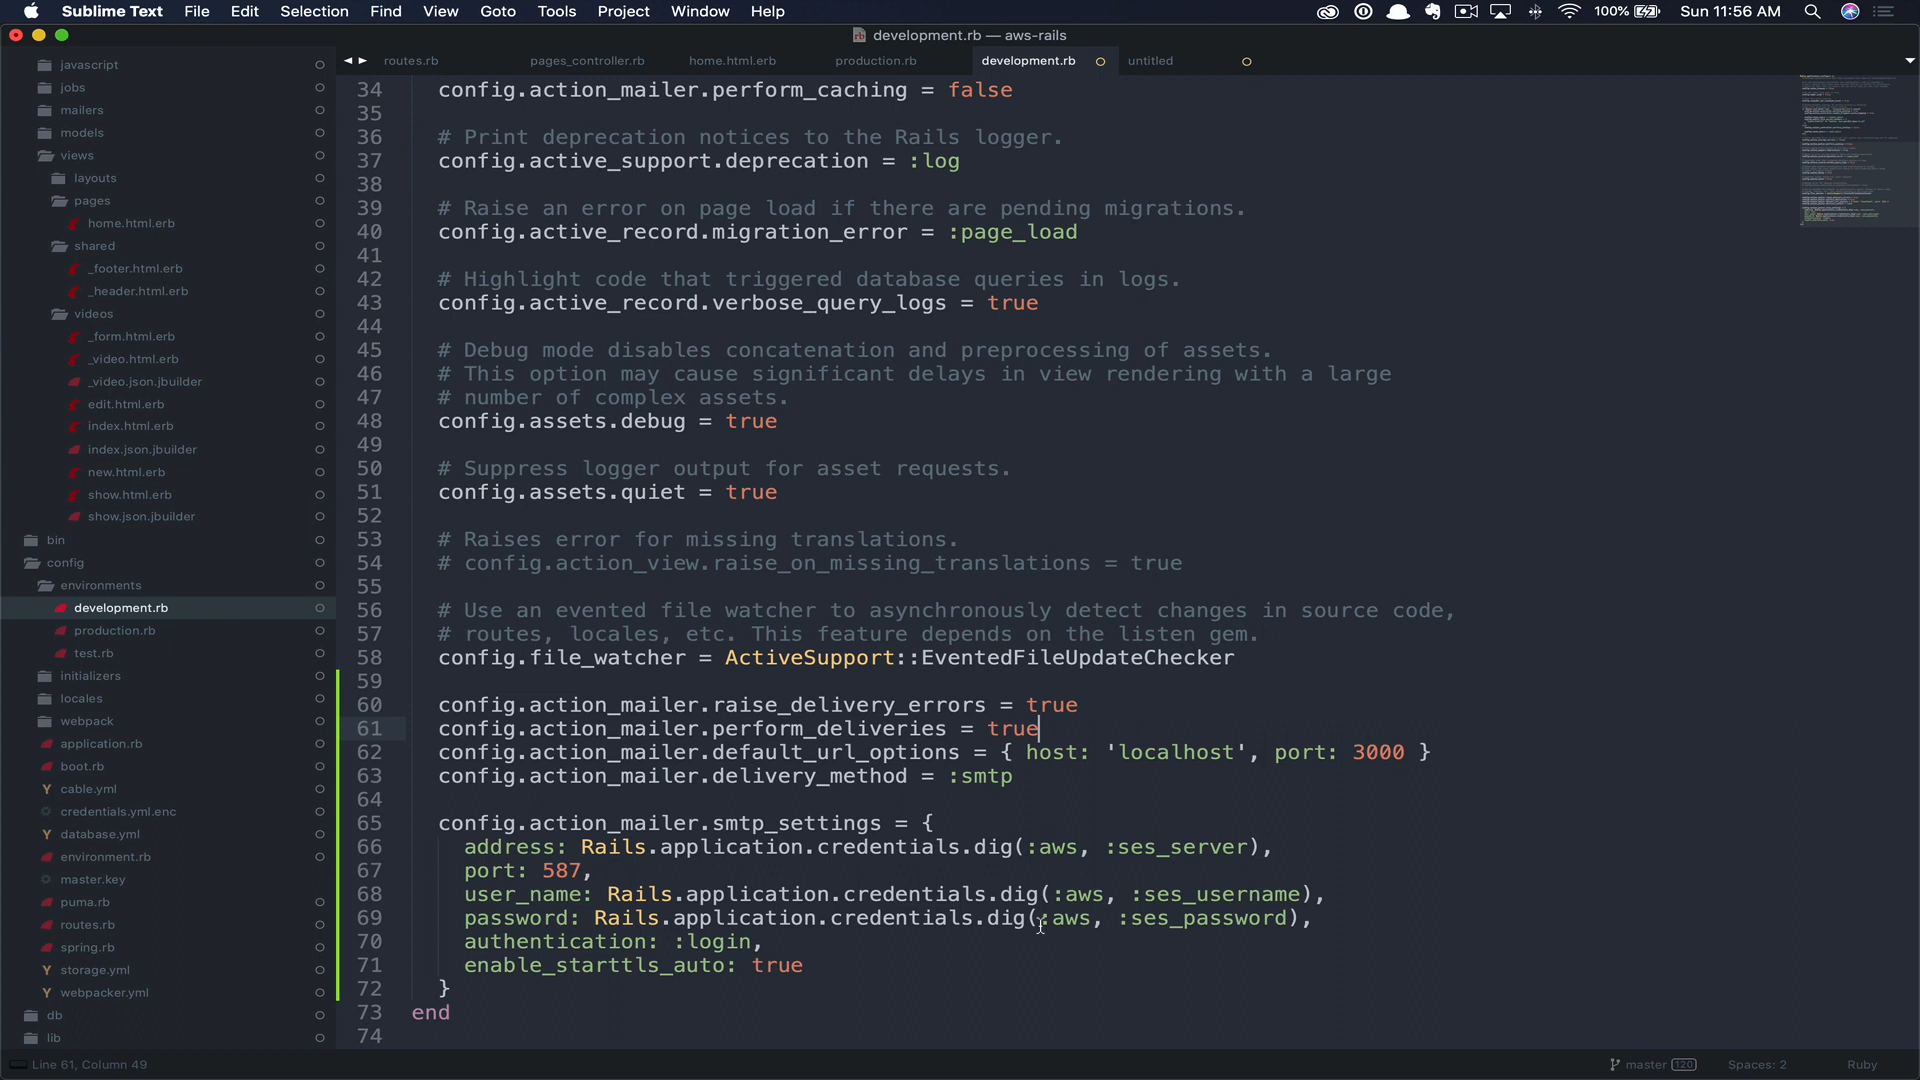 Sublime Text File Edit Selection Find View Goto Tools Project Window Help 100% Sun 11:56 AM
development.rb — aws-rails
routes.rb pages_controller.rb home.html.erb production.rb development.rb untitled
javascript
jobs
mailers
models
views
layouts
pages
home.html.erb
shared
_footer.html.erb
_header.html.erb
videos
_form.html.erb
_video.html.erb
_video.json.jbuilder
edit.html.erb
index.html.erb
index.json.jbuilder
new.html.erb
show.html.erb
show.json.jbuilder
bin
config
environments
development.rb
production.rb
test.rb
initializers
locales
webpack
application.rb
boot.rb
cable.yml
credentials.yml.enc
database.yml
environment.rb
master.key
puma.rb
routes.rb
spring.rb
storage.yml
webpacker.yml
db
lib
34 config.action_mailer.perform_caching = false
35
36 # Print deprecation notices to the Rails logger.
37 config.active_support.deprecation = :log
38
39 # Raise an error on page load if there are pending migrations.
40 config.active_record.migration_error = :page_load
41
42 # Highlight code that triggered database queries in logs.
43 config.active_record.verbose_query_logs = true
44
45 # Debug mode disables concatenation and preprocessing of assets.
46 # This option may cause significant delays in view rendering with a large
47 # number of complex assets.
48 config.assets.debug = true
49
50 # Suppress logger output for asset requests.
51 config.assets.quiet = true
52
53 # Raises error for missing translations.
54 # config.action_view.raise_on_missing_translations = true
55
56 # Use an evented file watcher to asynchronously detect changes in source code,
57 # routes, locales, etc. This feature depends on the listen gem.
58 config.file_watcher = ActiveSupport::EventedFileUpdateChecker
59
60 config.action_mailer.raise_delivery_errors = true
61 config.action_mailer.perform_deliveries = true
62 config.action_mailer.default_url_options = { host: 'localhost', port: 3000 }
63 config.action_mailer.delivery_method = :smtp
64
65 config.action_mailer.smtp_settings = {
66 address: Rails.application.credentials.dig(:aws, :ses_server),
67 port: 587,
68 user_name: Rails.application.credentials.dig(:aws, :ses_username),
69 password: Rails.application.credentials.dig(:aws, :ses_password),
70 authentication: :login,
71 enable_starttls_auto: true
72 }
73 end
74
Line 61, Column 49 master 120 Spaces: 2 Ruby